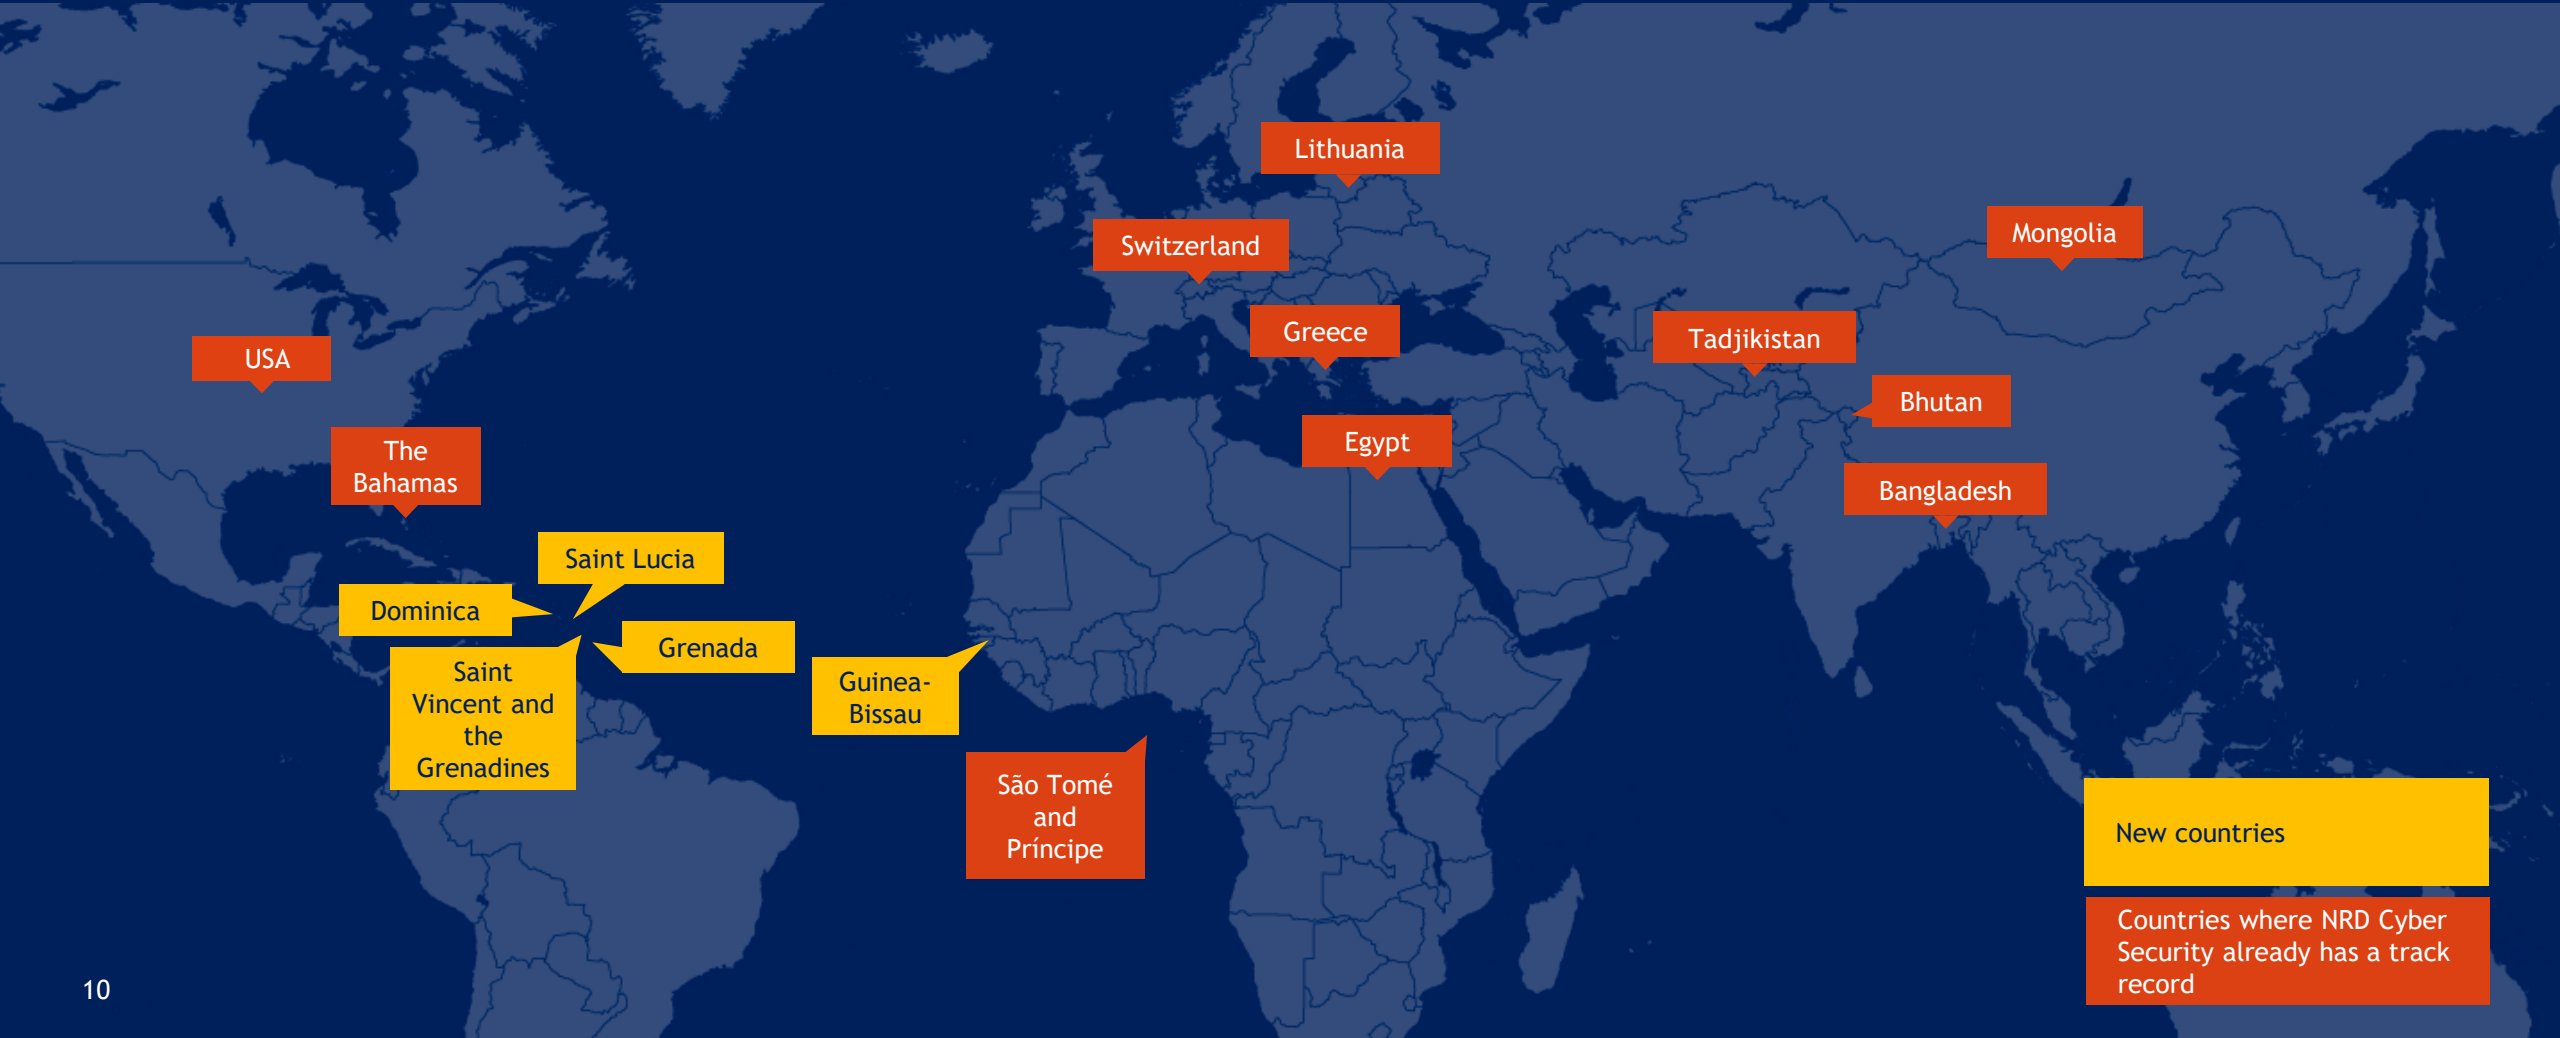 Lithuania
Switzerland
Mongolia
Greece
Tadjikistan
USA
Bhutan
Egypt
The
Bahamas
Bangladesh
Saint Lucia
Dominica
Grenada
Saint
Vincent and
the
Grenadines
Guinea-
Bissau
São Tomé
and
Príncipe
New countries
Countries where NRD Cyber
Security already has a track
record
10